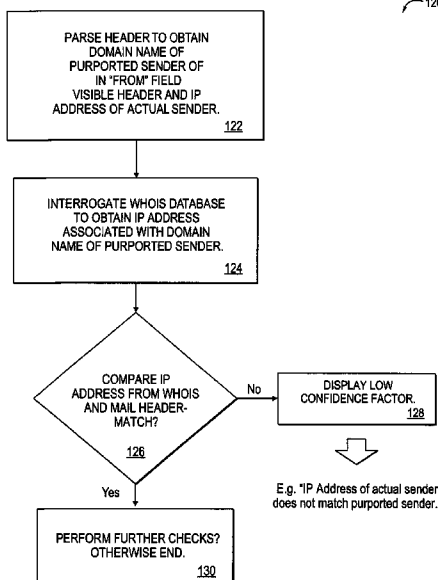 PARSE HEADER TO OBTAIN
DOMAIN NAME OF
PURPORTED SENDER OF
IN "FROM" FIELD
VISIBLE HEADER AND IP
ADDRESS OF ACTUAL SENDER.
122
INTERROGATE WHOIS DATABASE
TO OBTAIN IP ADDRESS
ASSOCIATED WITH DOMAIN
NAME OF PURPORTED SENDER.
124
COMPARE IP
ADDRESS FROM WHOIS
AND MAIL HEADER-
MATCH?
126
No
DISPLAY LOW
CONFIDENCE FACTOR.
128
E.g. "IP Address of actual sender
does not match purported sender.
Yes
PERFORM FURTHER CHECKS?
OTHERWISE END.
130